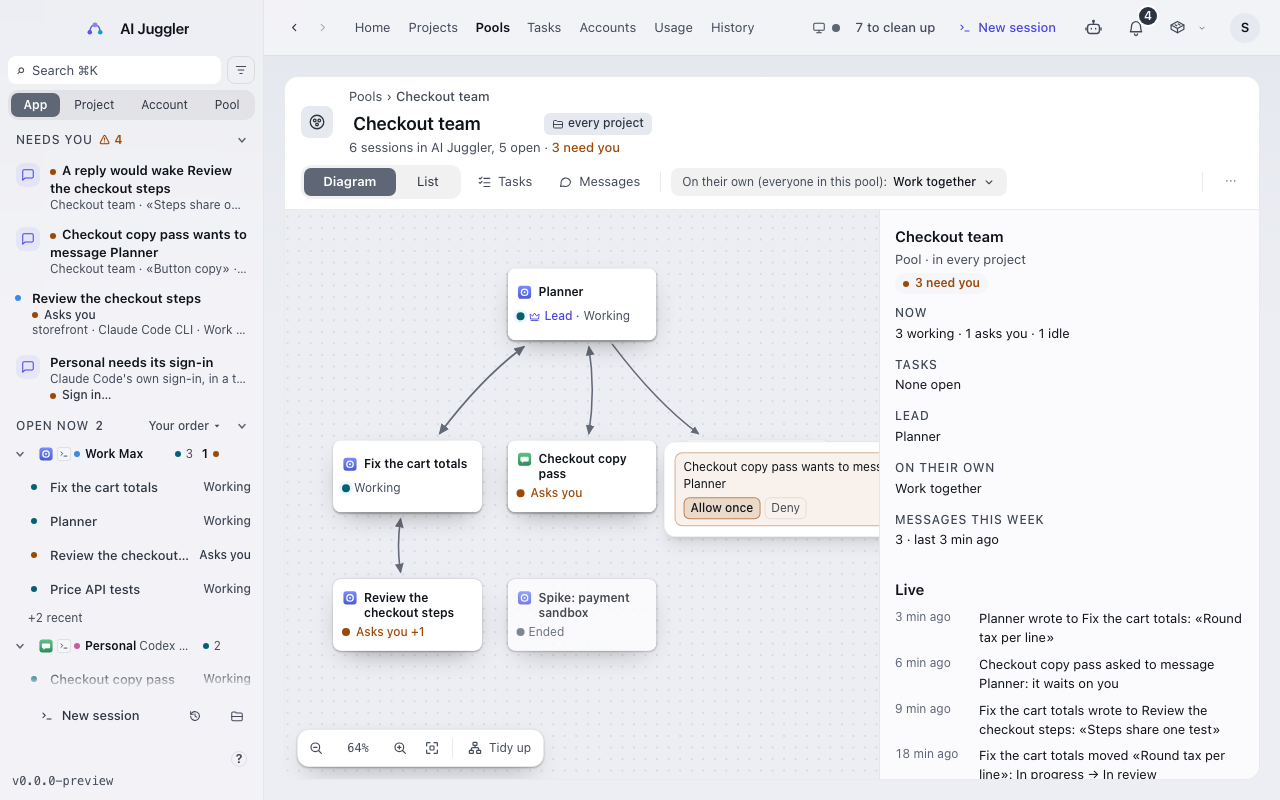 AI Juggler
Search ⌘K
App Project Account Pool
NEEDS YOU 4
A reply would wake Review
the checkout steps
Checkout team · «Steps share o…
Checkout copy pass wants to
message Planner
Checkout team · «Button copy» ·…
Review the checkout steps
Asks you
storefront · Claude Code CLI · Work …
Personal needs its sign-in
Claude Code's own sign-in, in a t…
Sign in…
OPEN NOW 2 Your order
Work Max 3 1
Fix the cart totals Working
Planner Working
Review the checkout… Asks you
Price API tests Working
+2 recent
Personal Codex … 2
Checkout copy pass Working
New session
?
v0.0.0-preview
Home Projects Pools Tasks Accounts Usage History
7 to clean up
New session
4
S
Pools › Checkout team
Checkout team
every project
6 sessions in AI Juggler, 5 open · 3 need you
Diagram List Tasks Messages
On their own (everyone in this pool): Work together
…
Planner
Lead · Working
Fix the cart totals
Working
Checkout copy
pass
Asks you
Checkout copy pass wants to mess
Planner
Allow once Deny
Review the
checkout steps
Asks you +1
Spike: payment
sandbox
Ended
64% Tidy up
Checkout team
Pool · in every project
3 need you
NOW
3 working · 1 asks you · 1 idle
TASKS
None open
LEAD
Planner
ON THEIR OWN
Work together
MESSAGES THIS WEEK
3 · last 3 min ago
Live
3 min ago Planner wrote to Fix the cart totals: «Round
tax per line»
6 min ago Checkout copy pass asked to message
Planner: it waits on you
9 min ago Fix the cart totals wrote to Review the
checkout steps: «Steps share one test»
18 min ago Fix the cart totals moved «Round tax per
line»: In progress → In review